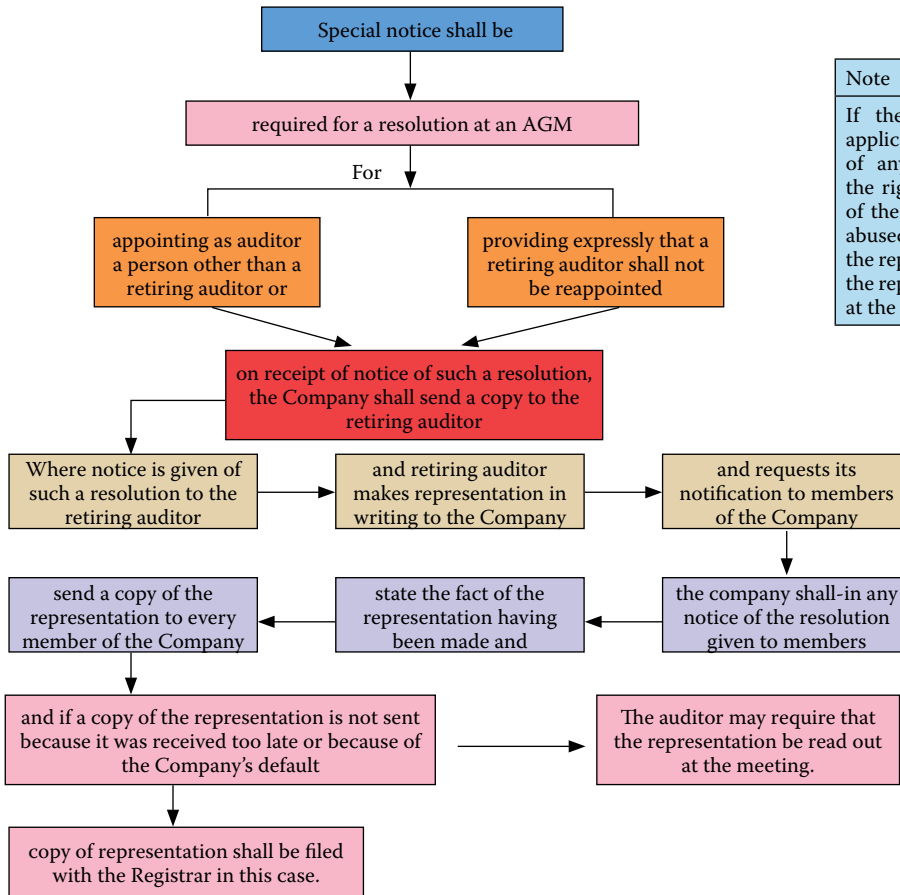 Special notice shall be
required for a resolution at an AGM
For
appointing as auditor
a person other than a
retiring auditor or
providing expressly that a
retiring auditor shall not
be reappointed
on receipt of notice of such a resolution,
the Company shall send a copy to the
retiring auditor
Where notice is given of
such a resolution to the
retiring auditor
and retiring auditor
makes representation in
writing to the Company
and requests its
notification to members
of the Company
the company shall-in any
notice of the resolution
given to members
state the fact of the
representation having
been made and
send a copy of the
representation to every
member of the Company
and if a copy of the representation is not sent
because it was received too late or because of
the Company's default
The auditor may require that
the representation be read out
at the meeting.
copy of representation shall be filed
with the Registrar in this case.
Note
If the
of
the
of the
the
the
at the